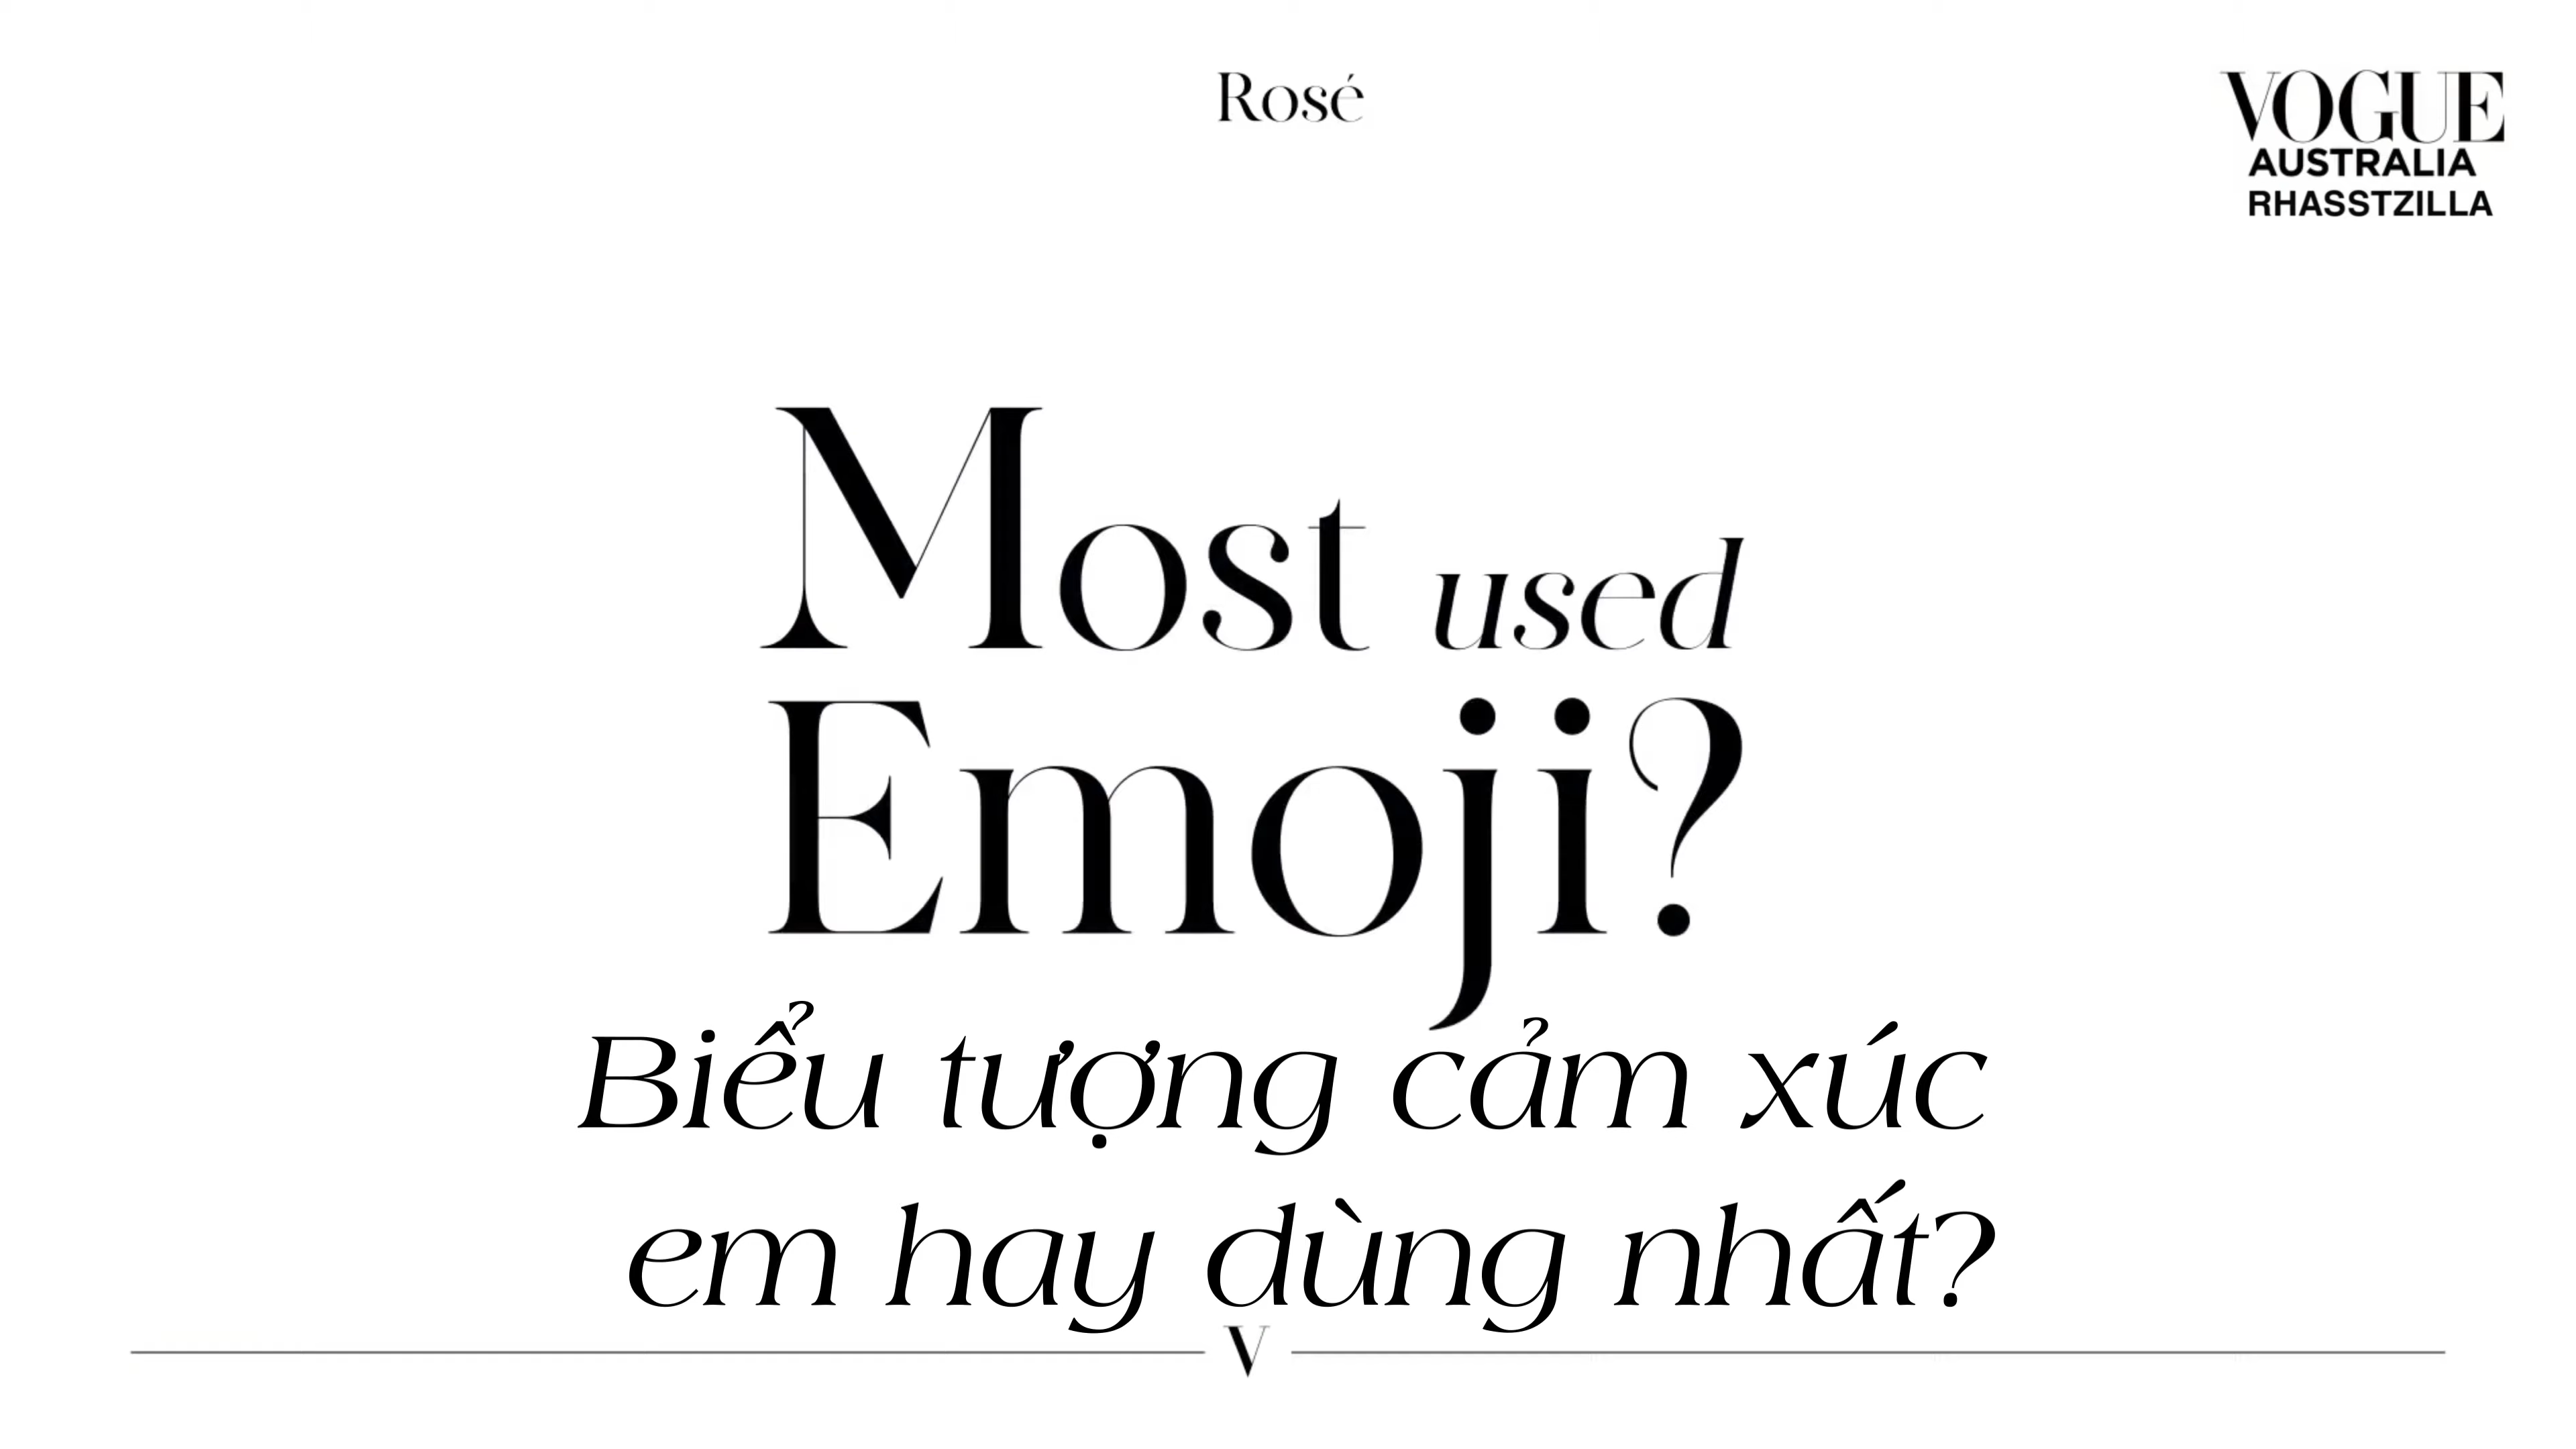 Rosé
VOGUE
AUSTRALIA
RHASSTZILLA
Most used
Emoji?
Biểu tượng cảm xúc
em hay dùng nhất?
V